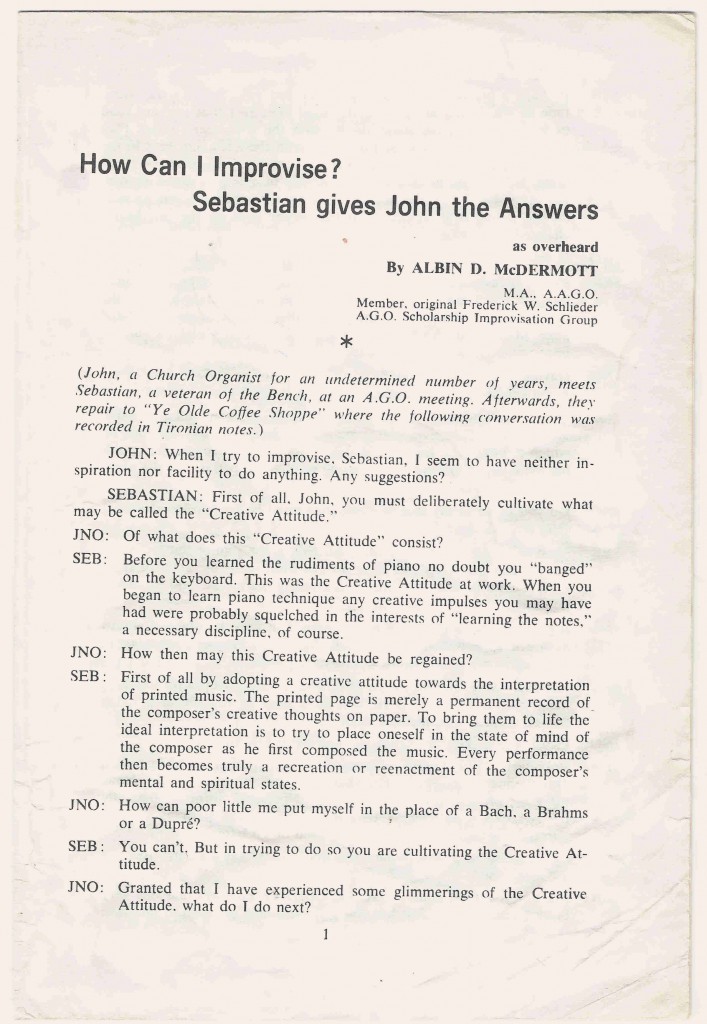 How Can I Improvise?
Sebastian gives John the Answers
as overheard
By ALBIN D. McDERMOTT
M.A., A.A.G.O.
Member, original Frederick W. Schlieder
A.G.O. Scholarship Improvisation Group
*
(John, a Church Organist for an undetermined number of years, meets
Sebastian, a veteran of the Bench, at an A.G.O. meeting. Afterwards, they
repair to “Ye Olde Coffee Shoppe” where the following conversation was
recorded in Tironian notes.)
JOHN: When I try to improvise, Sebastian, I seem to have neither in-
spiration nor facility to do anything. Any suggestions?
SEBASTIAN: First of all, John, you must deliberately cultivate what
may be called the “Creative Attitude.”
JNO: Of what does this “Creative Attitude” consist?
SEB: Before you learned the rudiments of piano no doubt you “banged”
on the keyboard. This was the Creative Attitude at work. When you
began to learn piano technique any creative impulses you may have
had were probably squelched in the interests of “learning the notes,”
a necessary discipline, of course.
JNO: How then may this Creative Attitude be regained?
SEB: First of all by adopting a creative attitude towards the interpretation
of printed music. The printed page is merely a permanent record of
the composer’s creative thoughts on paper. To bring them to life the
ideal interpretation is to try to place oneself in the state of mind of
the composer as he first composed the music. Every performance
then becomes truly a recreation or reenactment of the composer’s
mental and spiritual states.
JNO: How can poor little me put myself in the place of a Bach, a Brahms
or a Dupré?
SEB: You can’t. But in trying to do so you are cultivating the Creative At-
titude.
JNO: Granted that I have experienced some glimmerings of the Creative
Attitude, what do I do next?
1